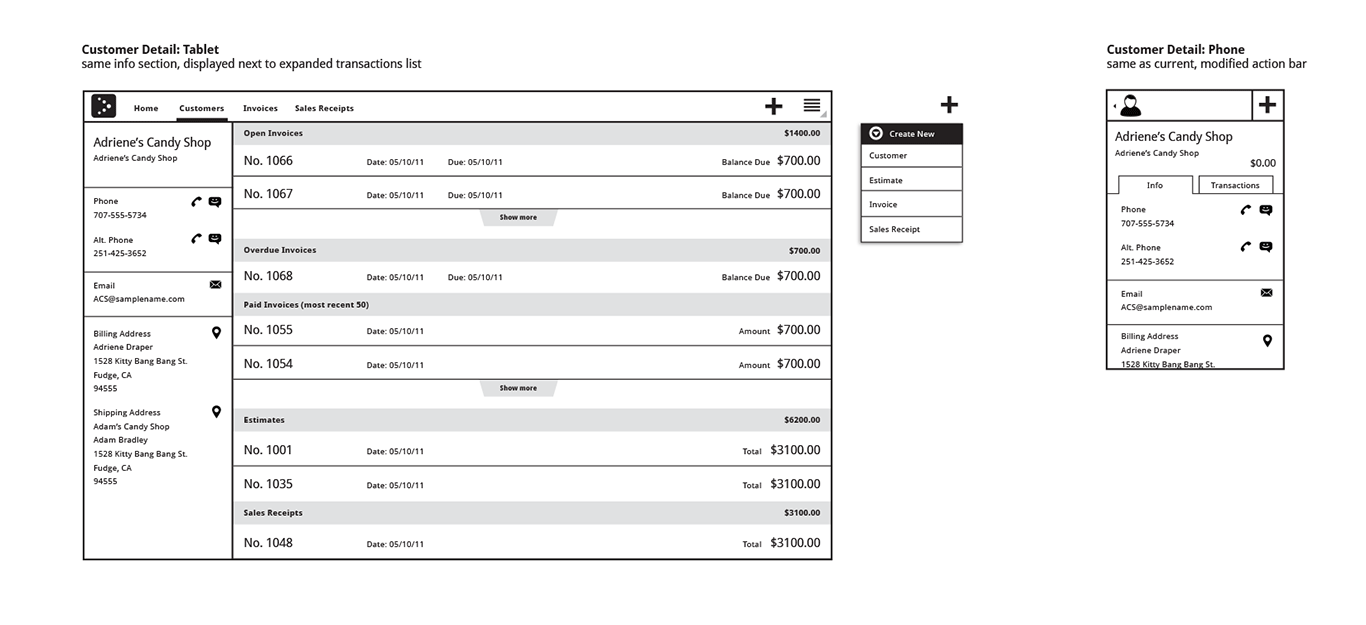 Customer Detail: Tablet
same info section, displayed next to expanded transactions list
Home Customers Invoices Sales Receipts
Adriene's Candy Shop
Adriene's Candy Shop
Phone
707-555-5734
Alt. Phone
251-425-3652
Email
ACS@samplename.com
Billing Address
Adriene Draper
1528 Kitty Bang Bang St.
Fudge, CA
94555
Shipping Address
Adam's Candy Shop
Adam Bradley
1528 Kitty Bang Bang St.
Fudge, CA
94555
Open Invoices $1400.00
No. 1066 Date: 05/10/11 Due: 05/10/11 Balance Due $700.00
No. 1067 Date: 05/10/11 Due: 05/10/11 Balance Due $700.00
Show more
Overdue Invoices $700.00
No. 1068 Date: 05/10/11 Due: 05/10/11 Balance Due $700.00
Paid Invoices (most recent 50)
No. 1055 Date: 05/10/11 Amount $700.00
No. 1054 Date: 05/10/11 Amount $700.00
Show more
Estimates $6200.00
No. 1001 Date: 05/10/11 Total $3100.00
No. 1035 Date: 05/10/11 Total $3100.00
Sales Receipts $3100.00
No. 1048 Date: 05/10/11 Total $3100.00
Create New
Customer
Estimate
Invoice
Sales Receipt
Customer Detail: Phone
same as current, modified action bar
Adriene's Candy Shop
Adriene's Candy Shop
$0.00
Info Transactions
Phone
707-555-5734
Alt. Phone
251-425-3652
Email
ACS@samplename.com
Billing Address
Adriene Draper
1528 Kitty Bang Bang St.